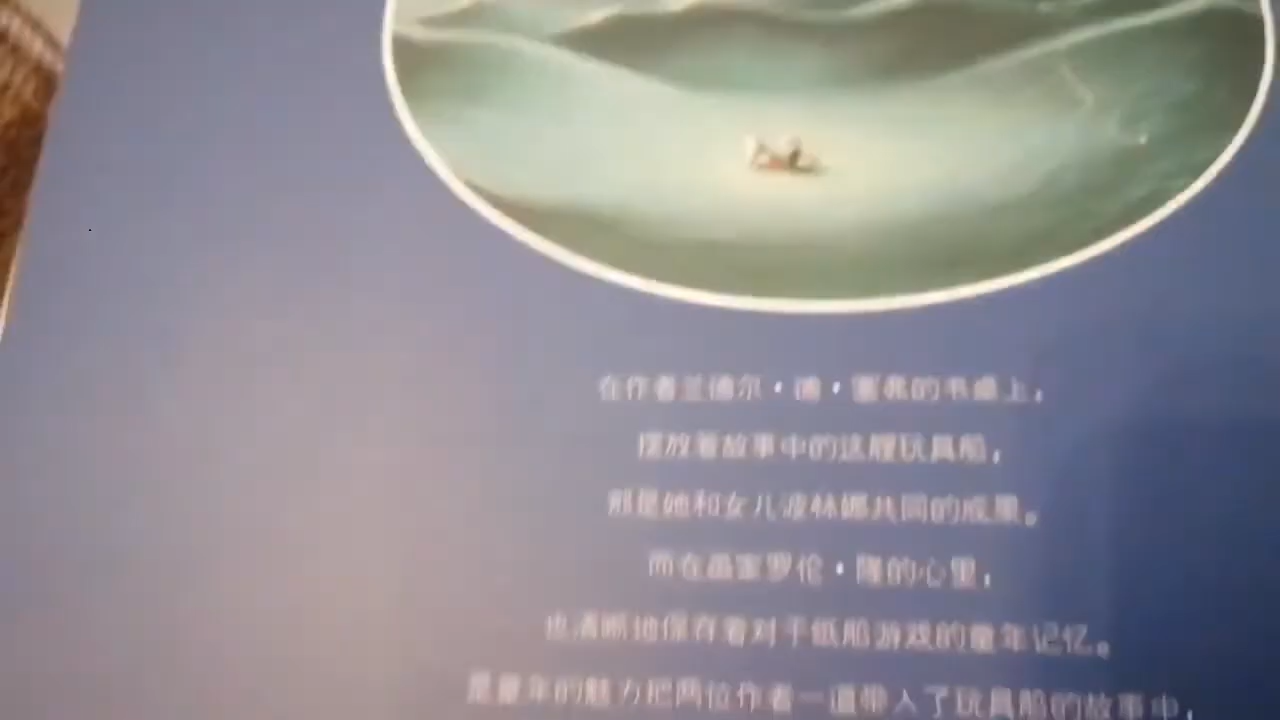 在作者兰德尔·德·塞弗的书桌上，
摆放着故事中的这艘玩具船，
那是她和女儿波林娜共同的成果。
而在画家罗伦·隆的心里，
也清晰地保存着对于纸船游戏的童年记忆。
是童年的魅力把两位作者一道带入了玩具船的故事中，